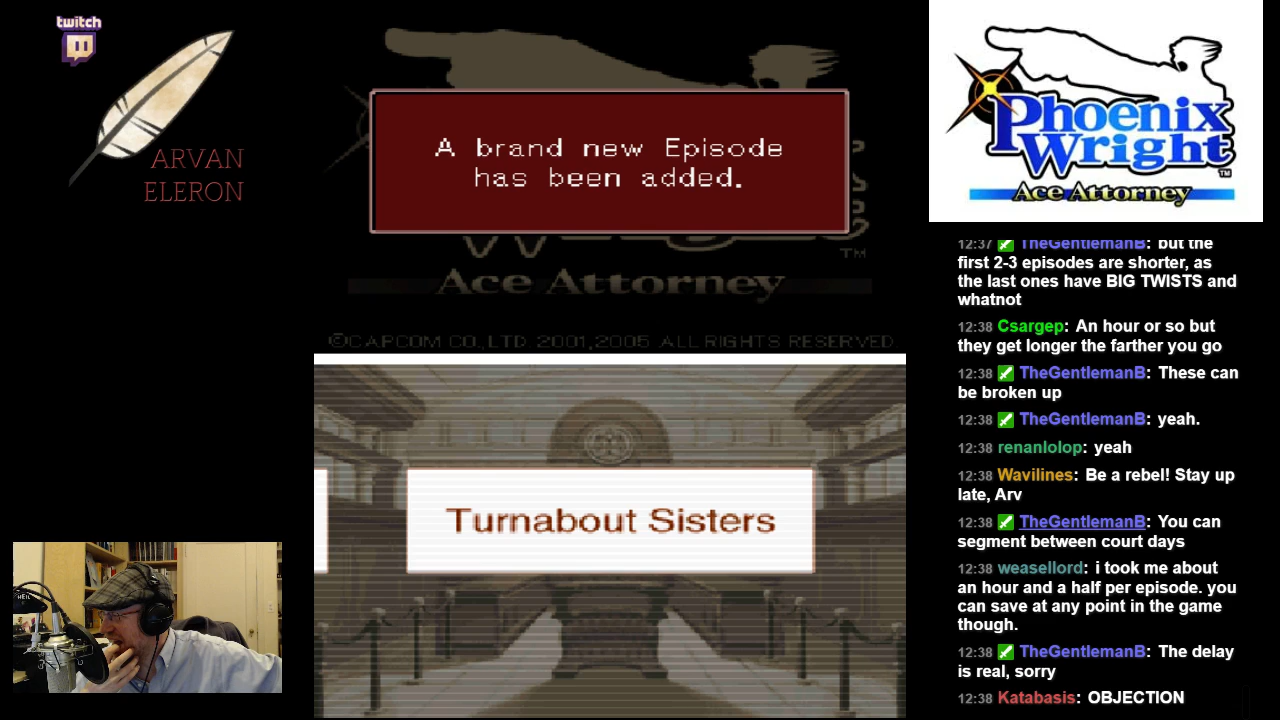 twitch
ARVAN
ELERON
A brand new Episode
has been added.
TM
Ace Attorney
©CAPCOM CO.,LTD 2001,2005 ALL RIGHTS RESERVED.
Turnabout Sisters
Phoenix
Wright
TM
Ace Attorney
12:37 TheGentlemanB: but the
first 2-3 episodes are shorter, as
the last ones have BIG TWISTS and
whatnot
12:38 Csargep: An hour or so but
they get longer the farther you go
12:38 TheGentlemanB: These can
be broken up
12:38 TheGentlemanB: yeah.
12:38 renanlolop: yeah
12:38 Wavilines: Be a rebel! Stay up
late, Arv
12:38 TheGentlemanB: You can
segment between court days
12:38 weasellord: i took me about
an hour and a half per episode. you
can save at any point in the game
though.
12:38 TheGentlemanB: The delay
is real, sorry
12:38 Katabasis: OBJECTION